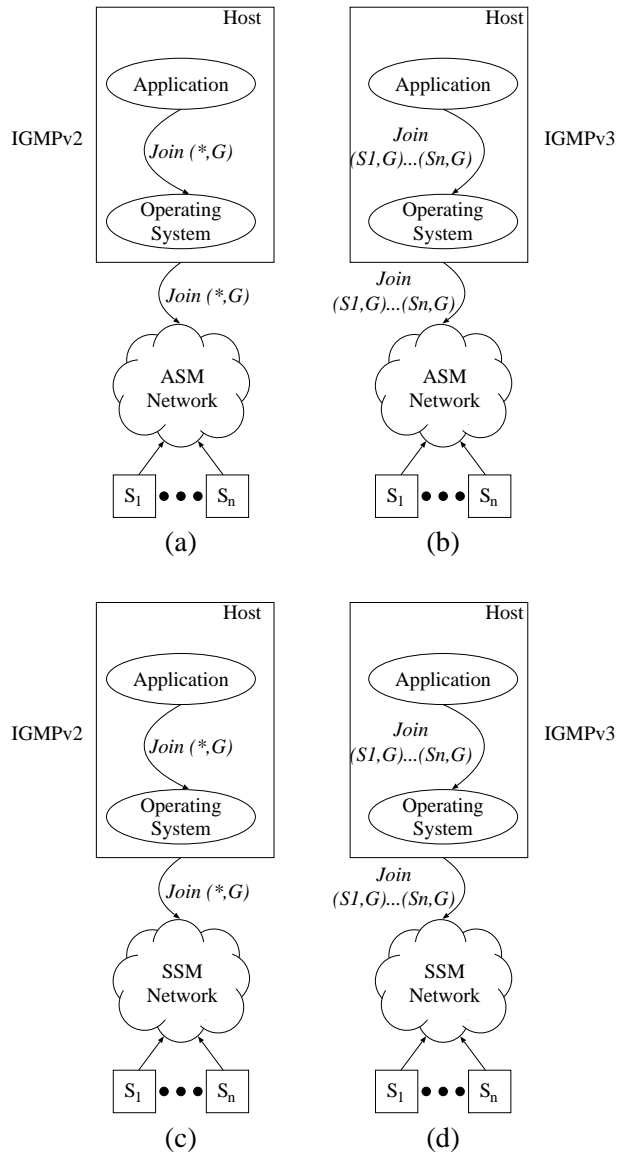 Host
Application
IGMPv2
Join (*,G)
Operating
System
Join (*,G)
ASM
Network
S1
Sn
(a)
Host
Application
IGMPv3
Join
(S1,G)...(Sn,G)
Operating
System
Join
(S1,G)...(Sn,G)
ASM
Network
S1
Sn
(b)
Host
Application
IGMPv2
Join (*,G)
Operating
System
Join (*,G)
SSM
Network
S1
Sn
(c)
Host
Application
IGMPv3
Join
(S1,G)...(Sn,G)
Operating
System
Join
(S1,G)...(Sn,G)
SSM
Network
S1
Sn
(d)